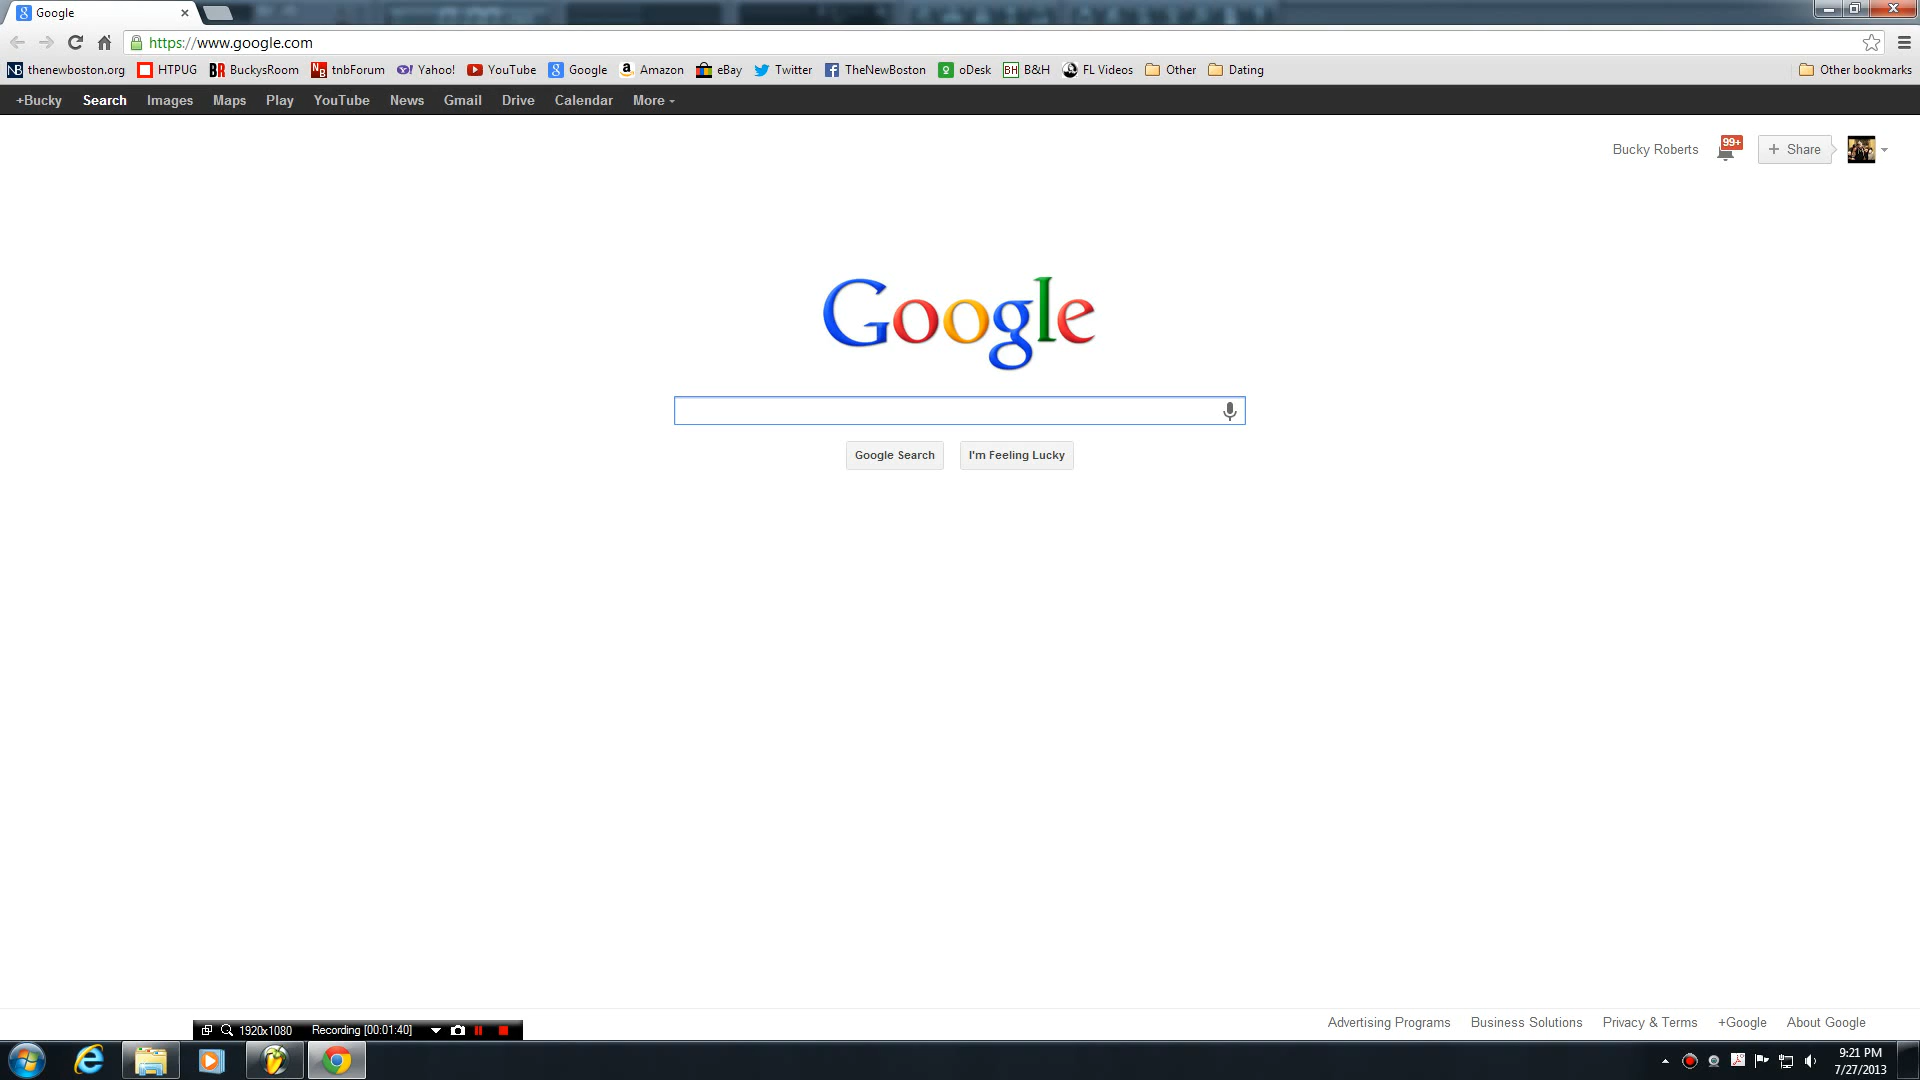 Google
https://www.google.com
thenewboston.org HTPUG BuckysRoom tnbForum Yahoo! YouTube Google Amazon eBay Twitter TheNewBoston oDesk B&H FL Videos Other Dating Other bookmarks
+Bucky Search Images Maps Play YouTube News Gmail Drive Calendar More
Bucky Roberts 99+ + Share
Google
Google Search I'm Feeling Lucky
Advertising Programs Business Solutions Privacy & Terms +Google About Google
1920x1080 Recording [00:01:40]
9:21 PM
7/27/2013